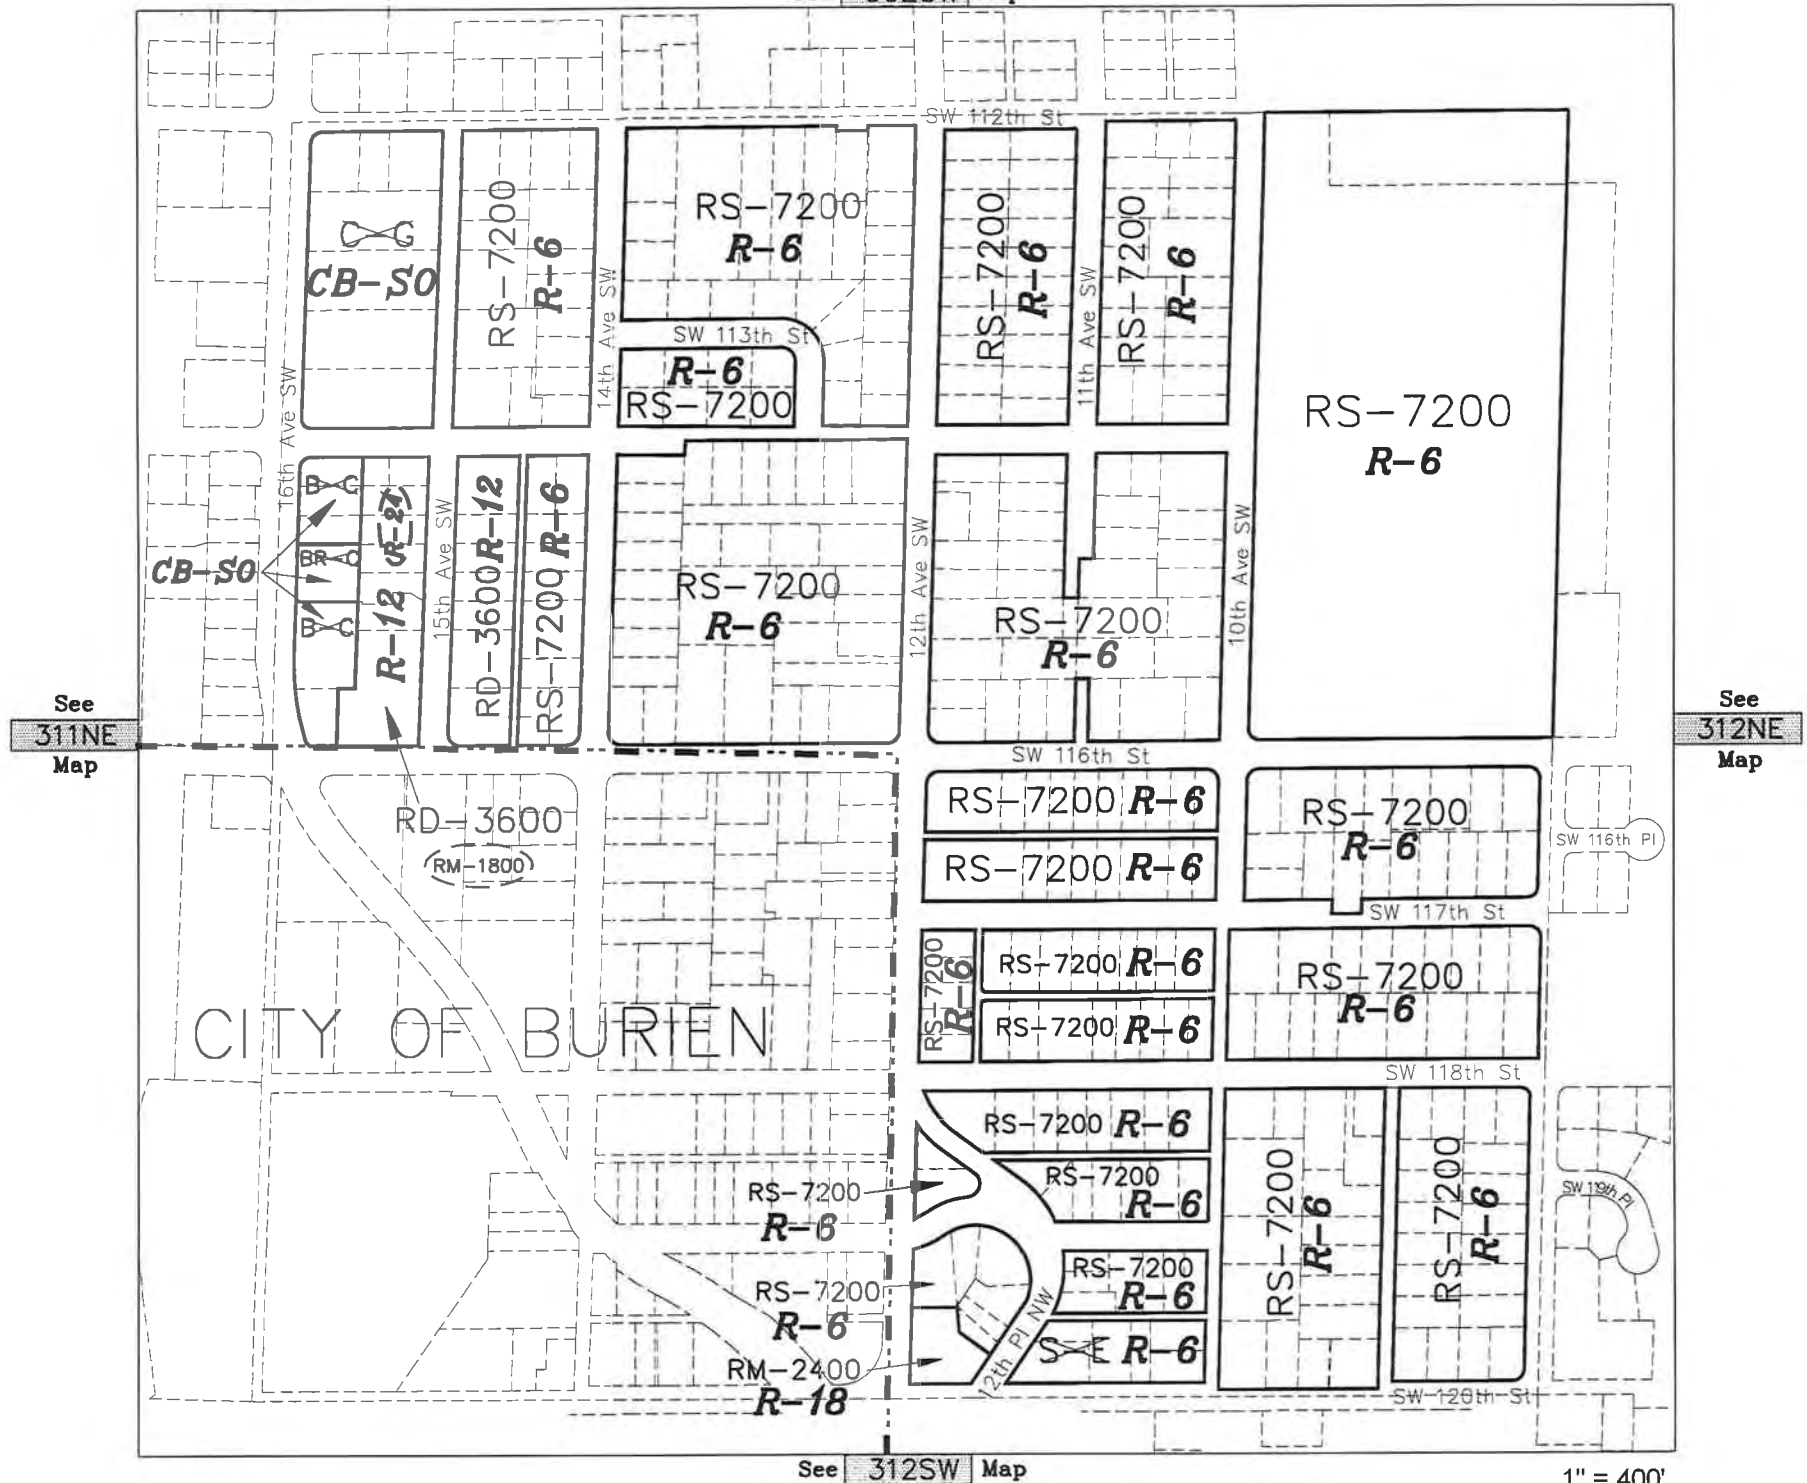 SW 112th St
RS-7200
R-6
RS-7200
R-6
RS-7200
R-6
RS-7200
R-6
C G
CB-SO
14th Ave SW
SW 113th St
11th Ave SW
R-6
RS-7200
16th Ave SW
RS-7200
R-6
B C
BR-C
B C
CB-SO
R-12
R-24
15th Ave SW
RD-3600 R-12
RS-7200 R-6
RS-7200
R-6
12th Ave SW
RS-7200
R-6
10th Ave SW
See
311NE
Map
See
312NE
Map
SW 116th St
RD-3600
RM-1800
RS-7200 R-6
RS-7200 R-6
RS-7200
R-6
SW 116th Pl
SW 117th St
RS-7200
R-6
RS-7200 R-6
RS-7200 R-6
RS-7200
R-6
CITY OF BURIEN
SW 118th St
RS-7200 R-6
RS-7200
R-6
RS-7200
R-6
RS-7200
R-6
RS-7200
R-6
SW 119th Pl
RS-7200
R-6
RS-7200
R-6
12th Pl NW
S E R-6
RM-2400
R-18
SW 120th St
See 312SW Map
1" = 400'